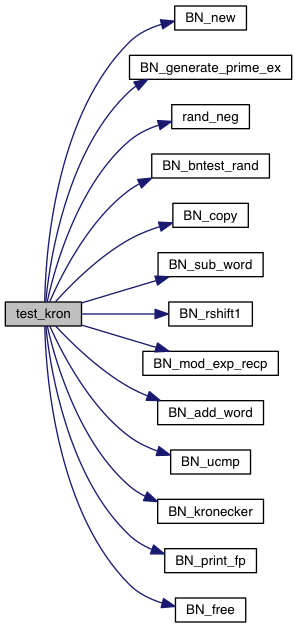 BN_new
BN_generate_prime_ex
rand_neg
BN_bntest_rand
BN_copy
BN_sub_word
test_kron
BN_rshift1
BN_mod_exp_recp
BN_add_word
BN_ucmp
BN_kronecker
BN_print_fp
BN_free